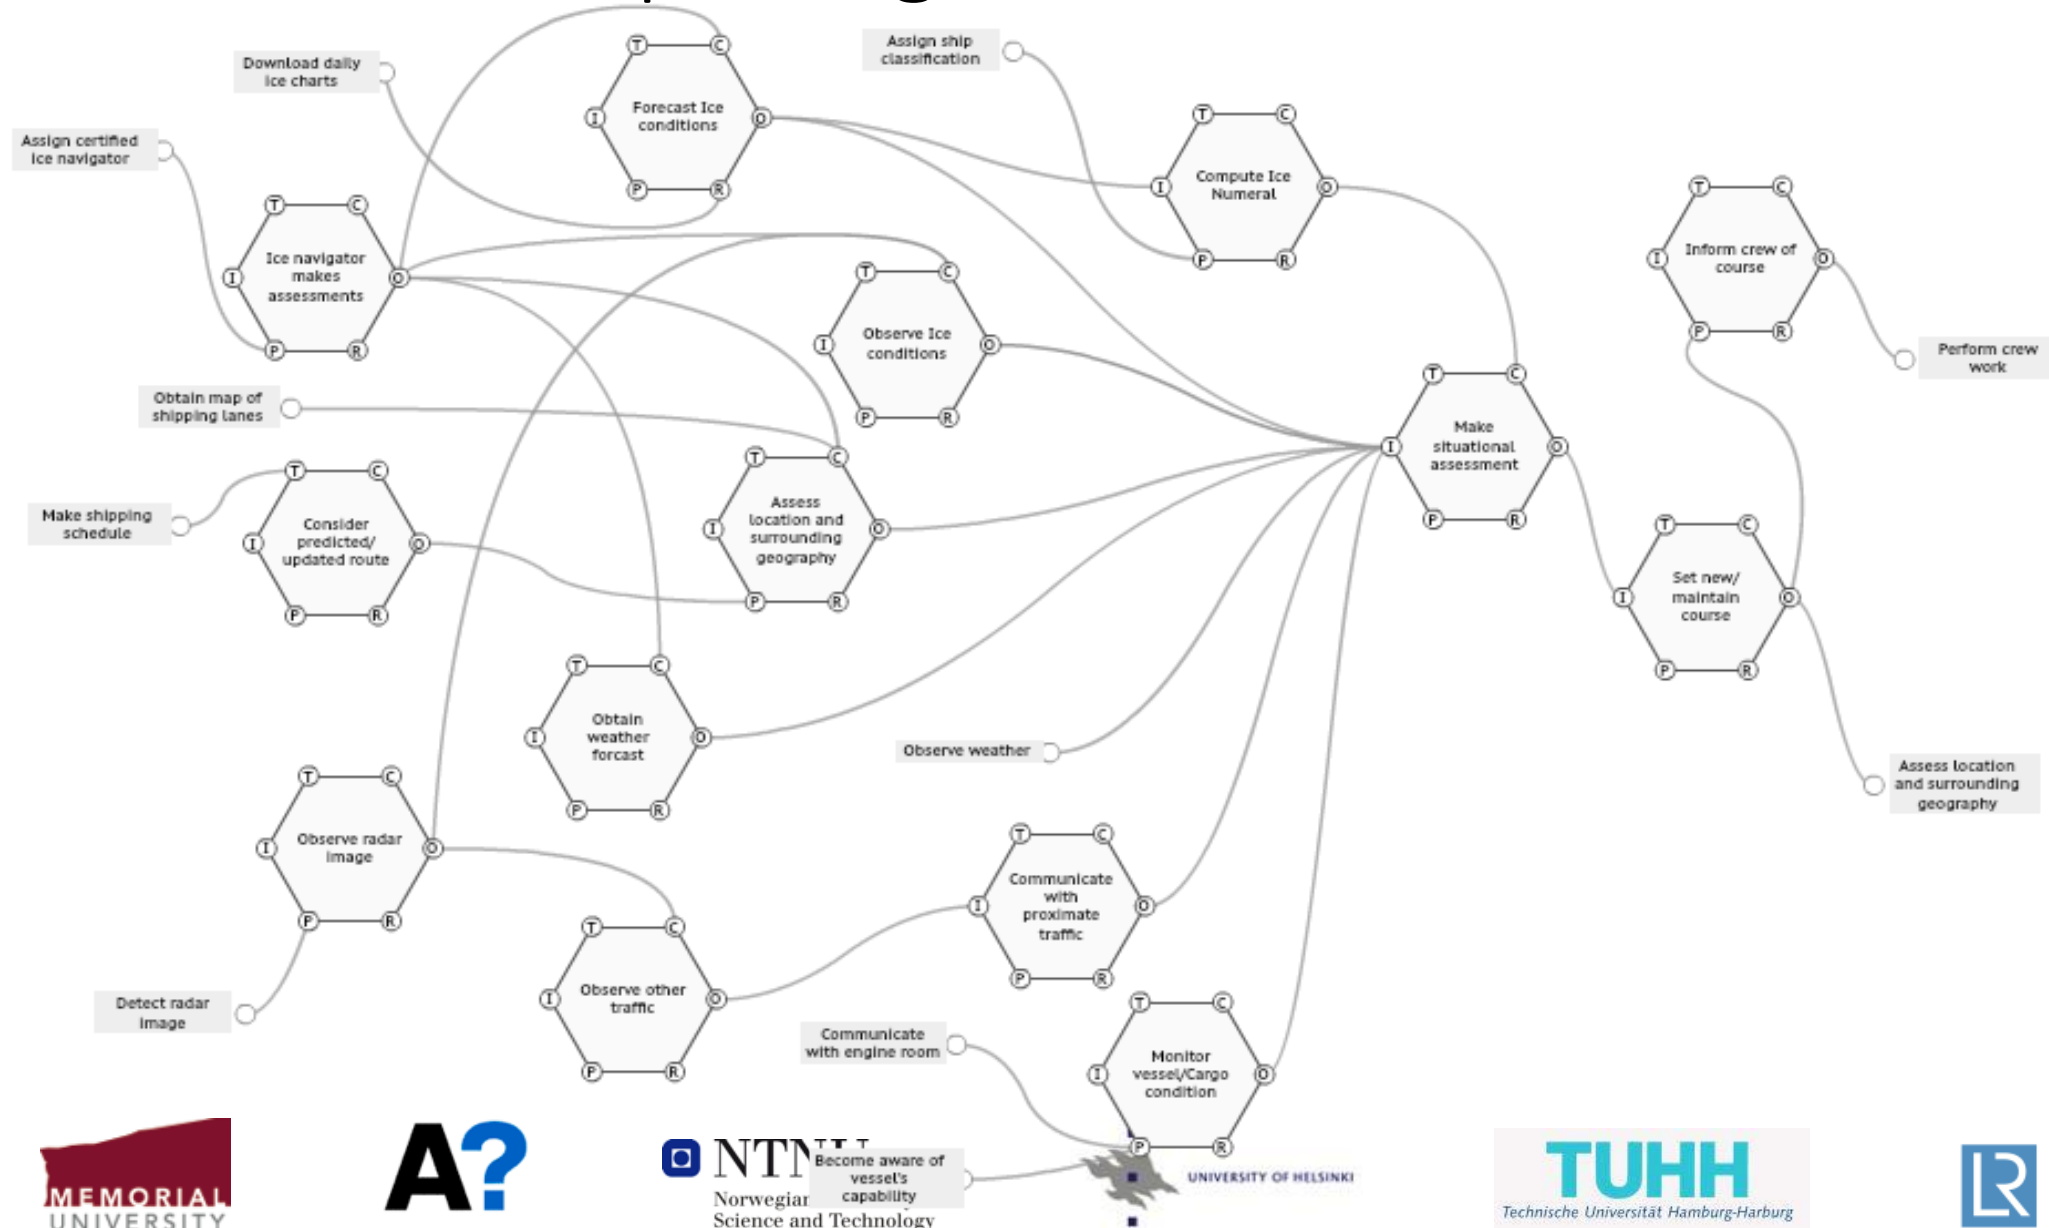 Assign ship
classification
Download daily
ice charts
T
C
Forecast Ice
conditions
I
O
P
R
Assign certified
ice navigator
T
C
Compute Ice
Numeral
I
O
P
R
T
C
Ice navigator
makes
assessments
I
O
P
R
T
C
Inform crew of
course
I
O
P
R
T
C
Observe Ice
conditions
I
O
P
R
Perform crew
work
Obtain map of
shipping lanes
T
C
Make
situational
assessment
I
O
P
R
Make shipping
schedule
T
C
Consider
predicted/
updated route
I
O
P
R
T
C
Assess
location and
surrounding
geography
I
O
P
R
T
C
Set new/
maintain
course
I
O
P
R
T
C
Obtain
weather
forcast
I
O
P
R
Observe weather
Assess location
and surrounding
geography
T
C
Observe radar
image
I
O
P
R
T
C
Communicate
with
proximate
traffic
I
O
P
R
Detect radar
image
T
C
Observe other
traffic
I
O
P
R
Communicate
with engine room
T
C
Monitor
vessel/Cargo
condition
I
O
P
R
Become aware of
vessel's
capability
MEMORIAL
UNIVERSITY
A?
Science and Technology
UNIVERSITY OF HELSINKI
TUHH
Technische Universität Hamburg-Harburg
LR